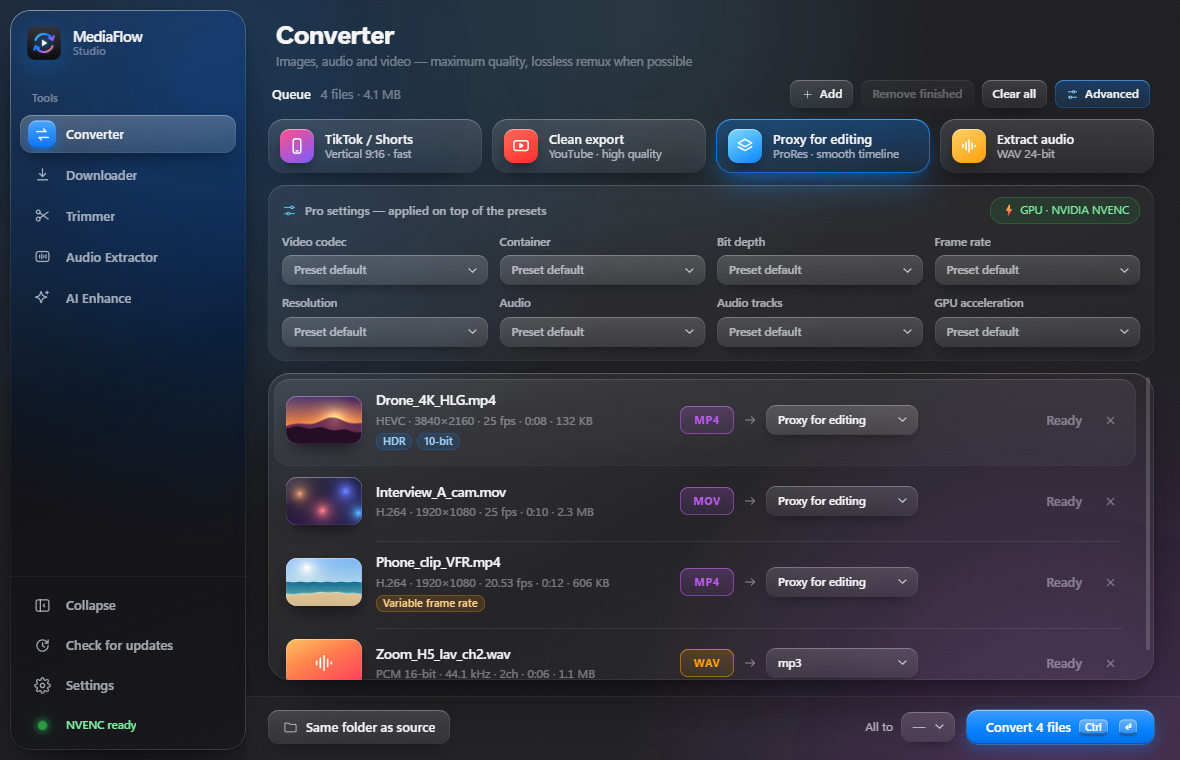 MediaFlow
Studio
Tools
Converter
Downloader
Trimmer
Audio Extractor
AI Enhance
Collapse
Check for updates
Settings
NVENC ready
Converter
Images, audio and video — maximum quality, lossless remux when possible
Queue 4 files · 4.1 MB
+ Add
Remove finished
Clear all
Advanced
TikTok / Shorts
Vertical 9:16 · fast
Clean export
YouTube · high quality
Proxy for editing
ProRes · smooth timeline
Extract audio
WAV 24-bit
Pro settings — applied on top of the presets
GPU · NVIDIA NVENC
Video codec
Container
Bit depth
Frame rate
Preset default
Preset default
Preset default
Preset default
Resolution
Audio
Audio tracks
GPU acceleration
Preset default
Preset default
Preset default
Preset default
Drone_4K_HLG.mp4
HEVC · 3840×2160 · 25 fps · 0:08 · 132 KB
HDR 10-bit
MP4 → Proxy for editing
Ready ×
Interview_A_cam.mov
H.264 · 1920×1080 · 25 fps · 0:10 · 2.3 MB
MOV → Proxy for editing
Ready ×
Phone_clip_VFR.mp4
H.264 · 1920×1080 · 20.53 fps · 0:12 · 606 KB
Variable frame rate
MP4 → Proxy for editing
Ready ×
Zoom_H5_lav_ch2.wav
PCM 16-bit · 44.1 kHz · 2ch · 0:06 · 1.1 MB
WAV → mp3
Ready ×
Same folder as source
All to —
Convert 4 files Ctrl ⏎